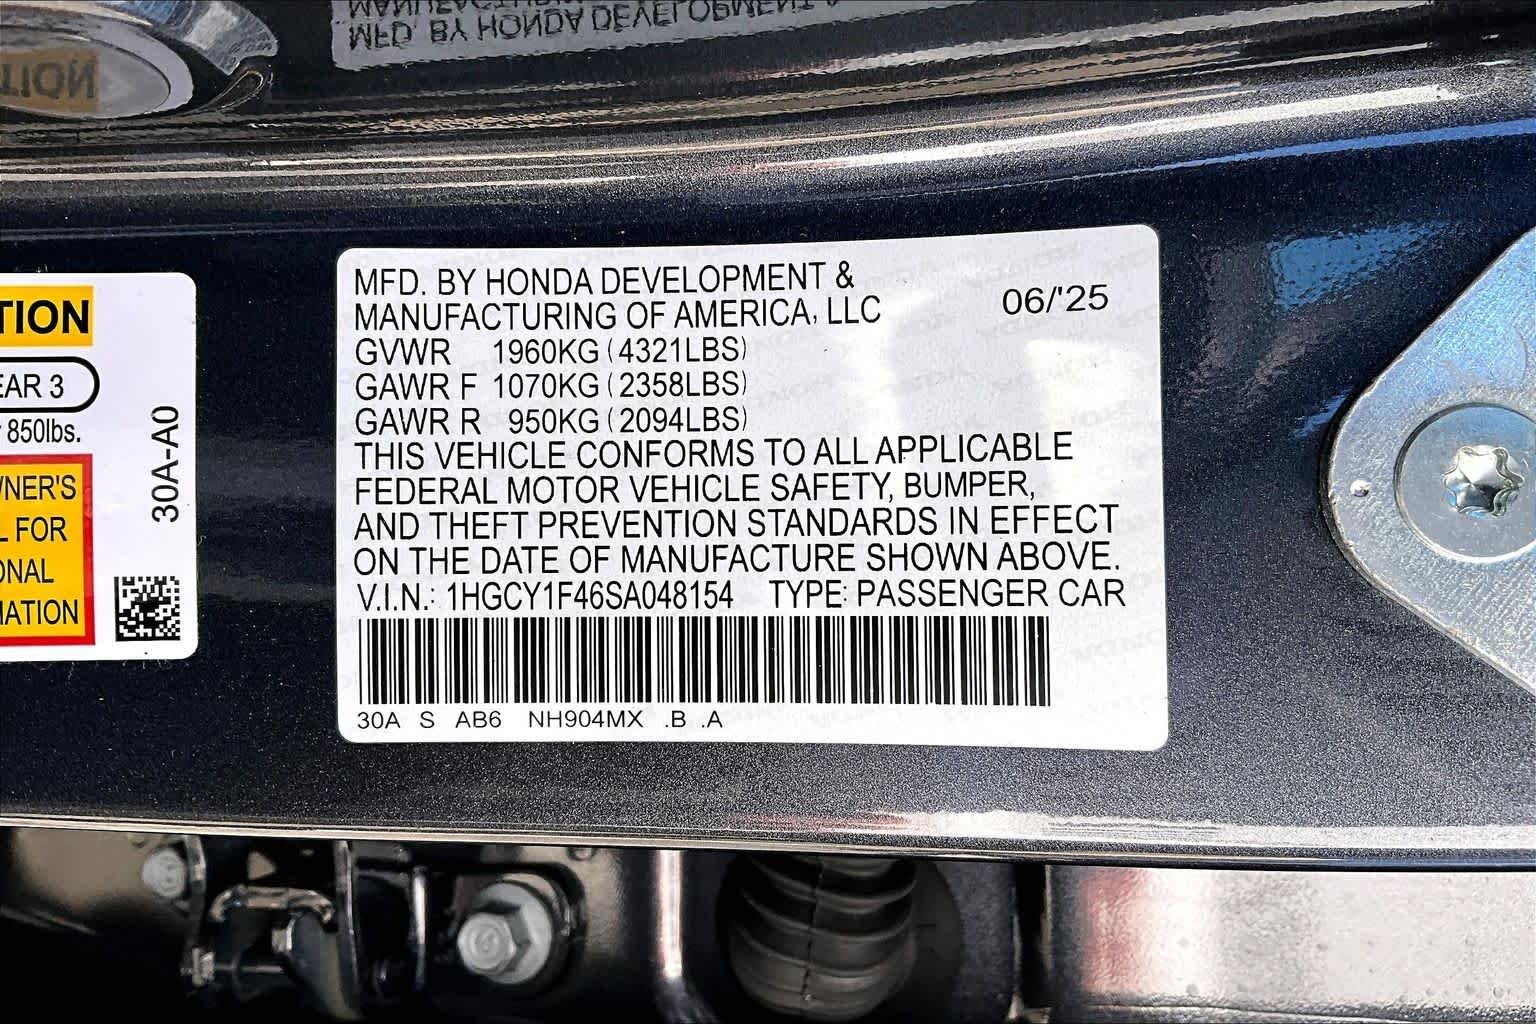 MANUFACTURING
MFD. BY HONDA DEVELOPMENT &
TION
TION
EAR 3
850lbs.
WNER'S
L FOR
ONAL
MATION
30A-A0
MFD. BY HONDA DEVELOPMENT &
MANUFACTURING OF AMERICA, LLC
06/'25
GVWR 1960KG (4321LBS)
GAWR F 1070KG (2358LBS)
GAWR R 950KG (2094LBS)
THIS VEHICLE CONFORMS TO ALL APPLICABLE
FEDERAL MOTOR VEHICLE SAFETY, BUMPER,
AND THEFT PREVENTION STANDARDS IN EFFECT
ON THE DATE OF MANUFACTURE SHOWN ABOVE.
V.I.N.: 1HGCY1F46SA048154 TYPE: PASSENGER CAR
30A S AB6 NH904MX .B .A